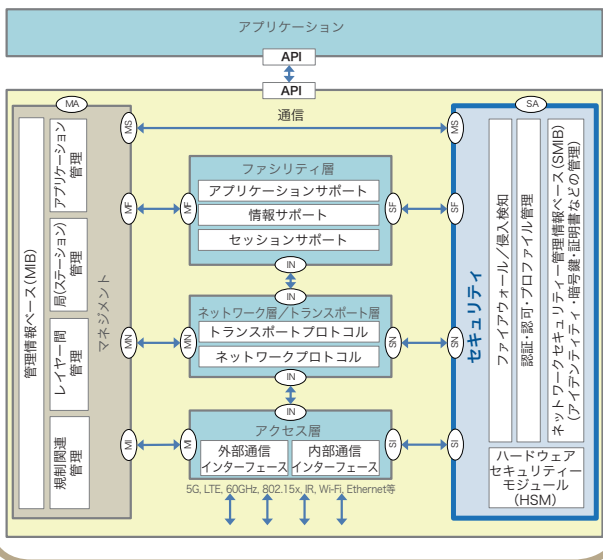 アプリケーション
API
API
通信
MA
管理情報ベース(MIB)
アプリケーション
管理
局(ステーション)
管理
レイヤー間
管理
規制関連
管理
マネジメント
MS
MF
MN
MI
ファシリティ層
アプリケーションサポート
情報サポート
セッションサポート
MF
SF
IN
IN
ネットワーク層/トランスポート層
トランスポートプロトコル
ネットワークプロトコル
MN
SN
IN
IN
アクセス層
外部通信
インターフェース
内部通信
インターフェース
MI
SI
5G, LTE, 60GHz, 802.15x, IR, Wi-Fi, Ethernet等
SA
MS
SF
SN
SI
セキュリティ
ファイアウォール/侵入検知
認証・認可・プロファイル管理
ネットワークセキュリティー管理情報ベース(SMIB)
(アイデンティティ・暗号鍵・証明書などの管理)
ハードウェア
セキュリティー
モジュール
(HSM)